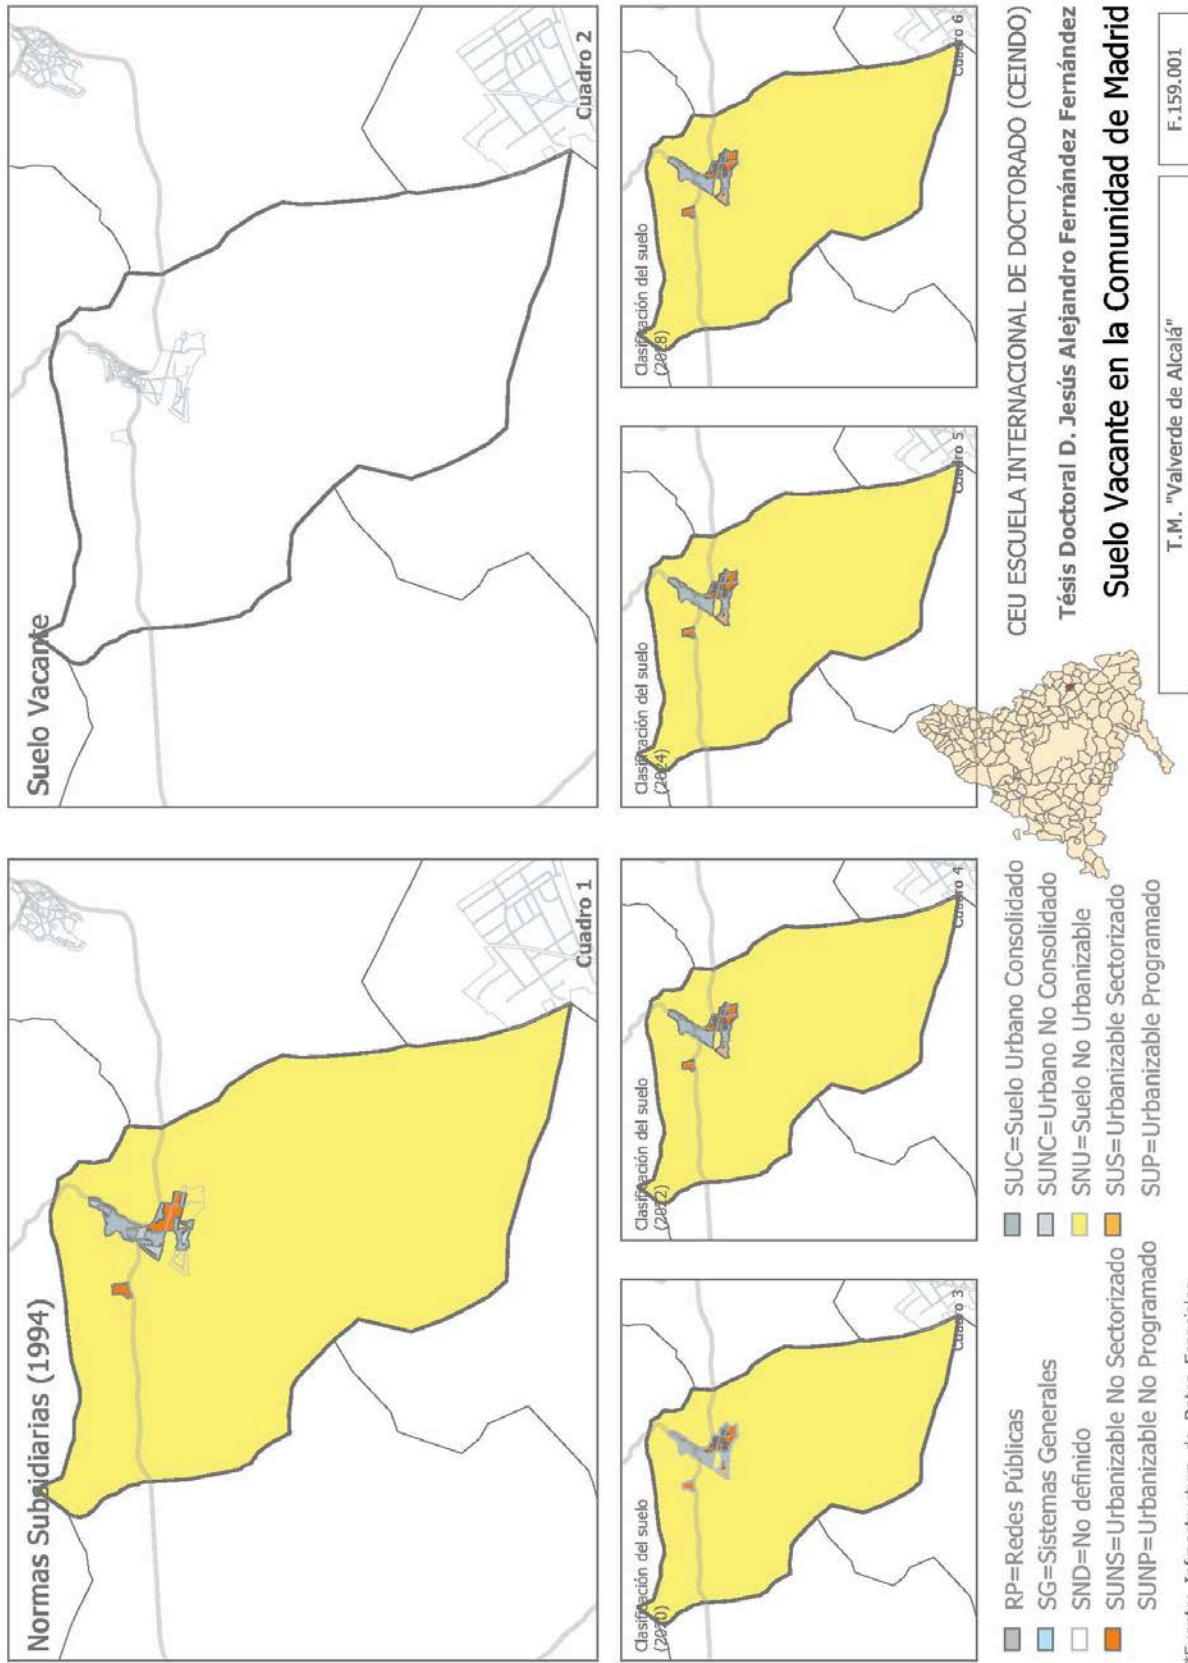 Normas Subsidiarias (1994)
Cuadro 1
Suelo Vacante
Cuadro 2
Clasificación del suelo
Cuadro 3
Clasificación del suelo
Cuadro 4
Clasificación del suelo
(2024)
Cuadro 5
Clasificación del suelo
Cuadro 6
RP=Redes Públicas
SG=Sistemas Generales
SND=No definido
SUNS=Urbanizable No Sectorizado
SUNP=Urbanizable No Programado
SUC=Suelo Urbano Consolidado
SUNC=Urbano No Consolidado
SNU=Suelo No Urbanizable
SUS=Urbanizable Sectorizado
SUP=Urbanizable Programado
CEU ESCUELA INTERNACIONAL DE DOCTORADO (CEINDO)
Tésis Doctoral D. Jesús Alejandro Fernández Fernández
Suelo Vacante en la Comunidad de Madrid
T.M. "Valverde de Alcalá"
F.159.001